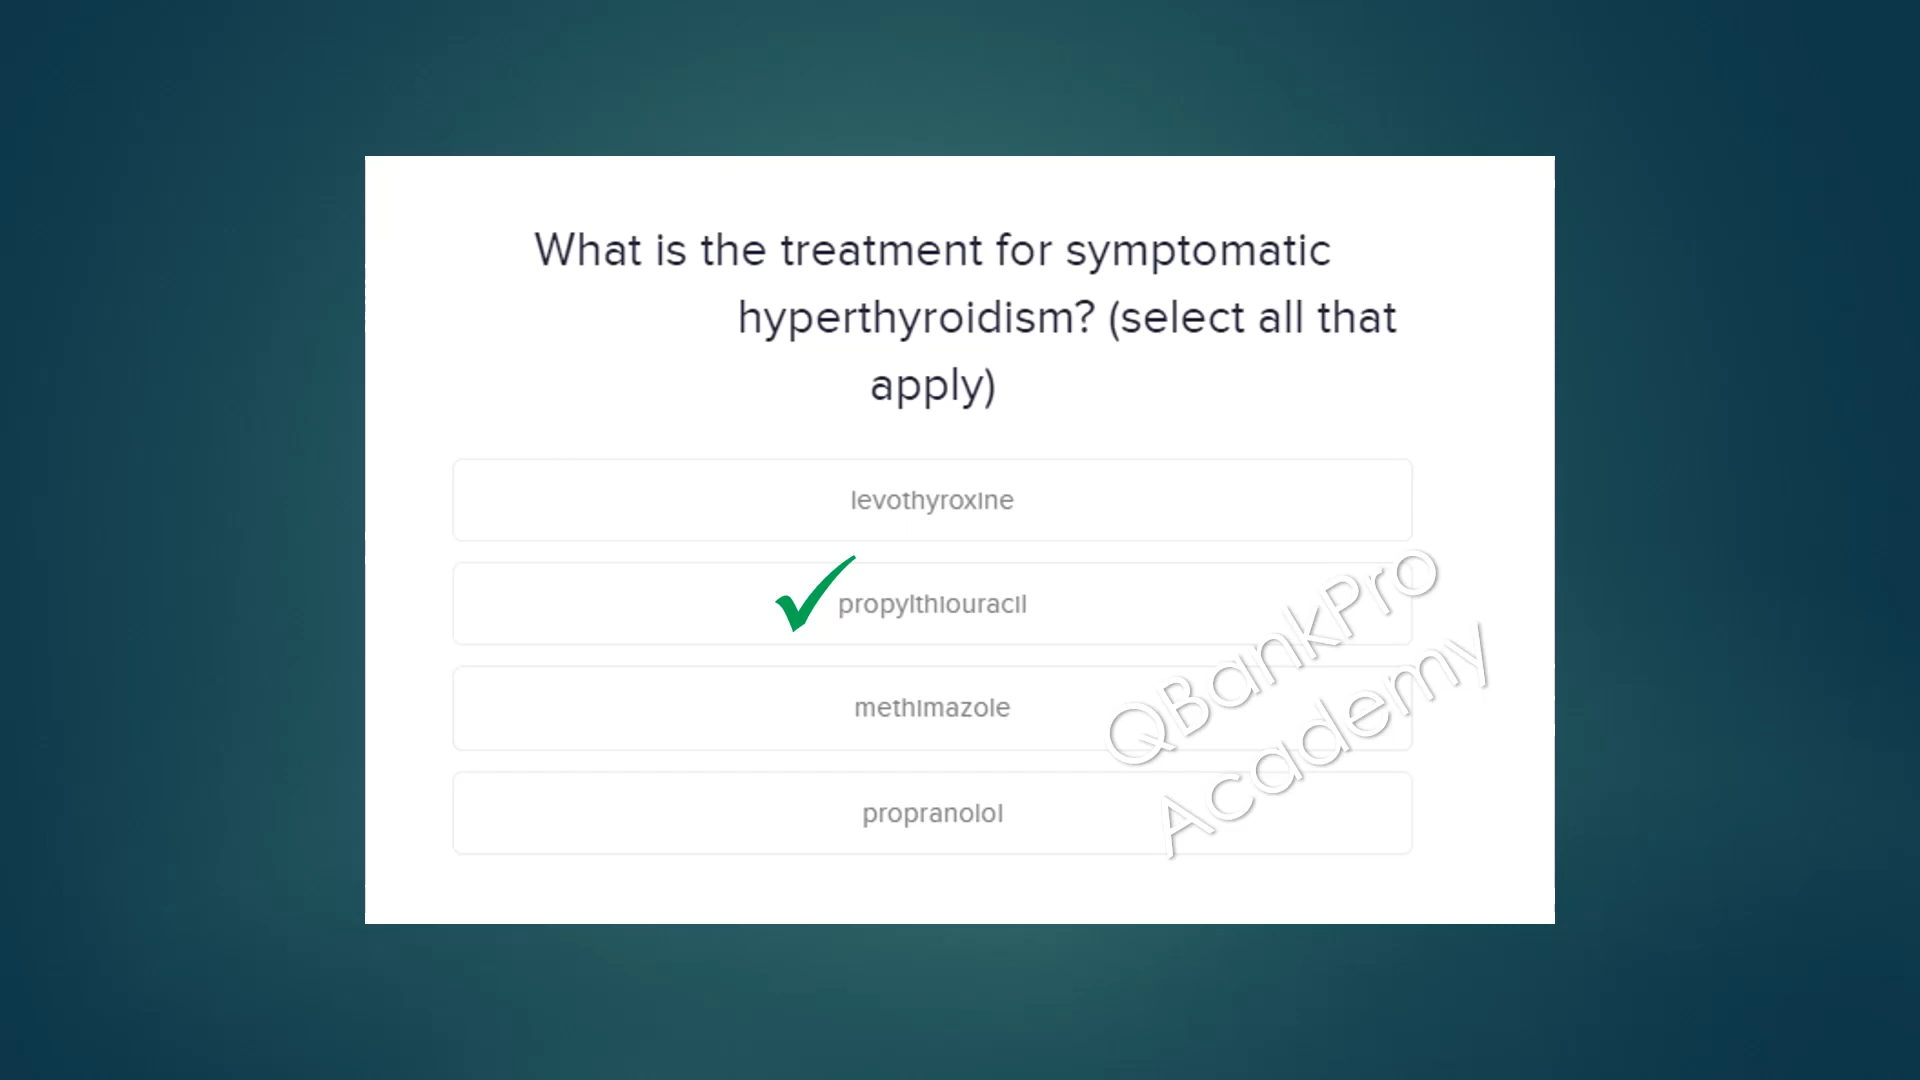 What is the treatment for symptomatic
hyperthyroidism? (select all that
apply)
levothyroxine
propylthiouracil
methimazole
propranolol
QBankPro
Academy